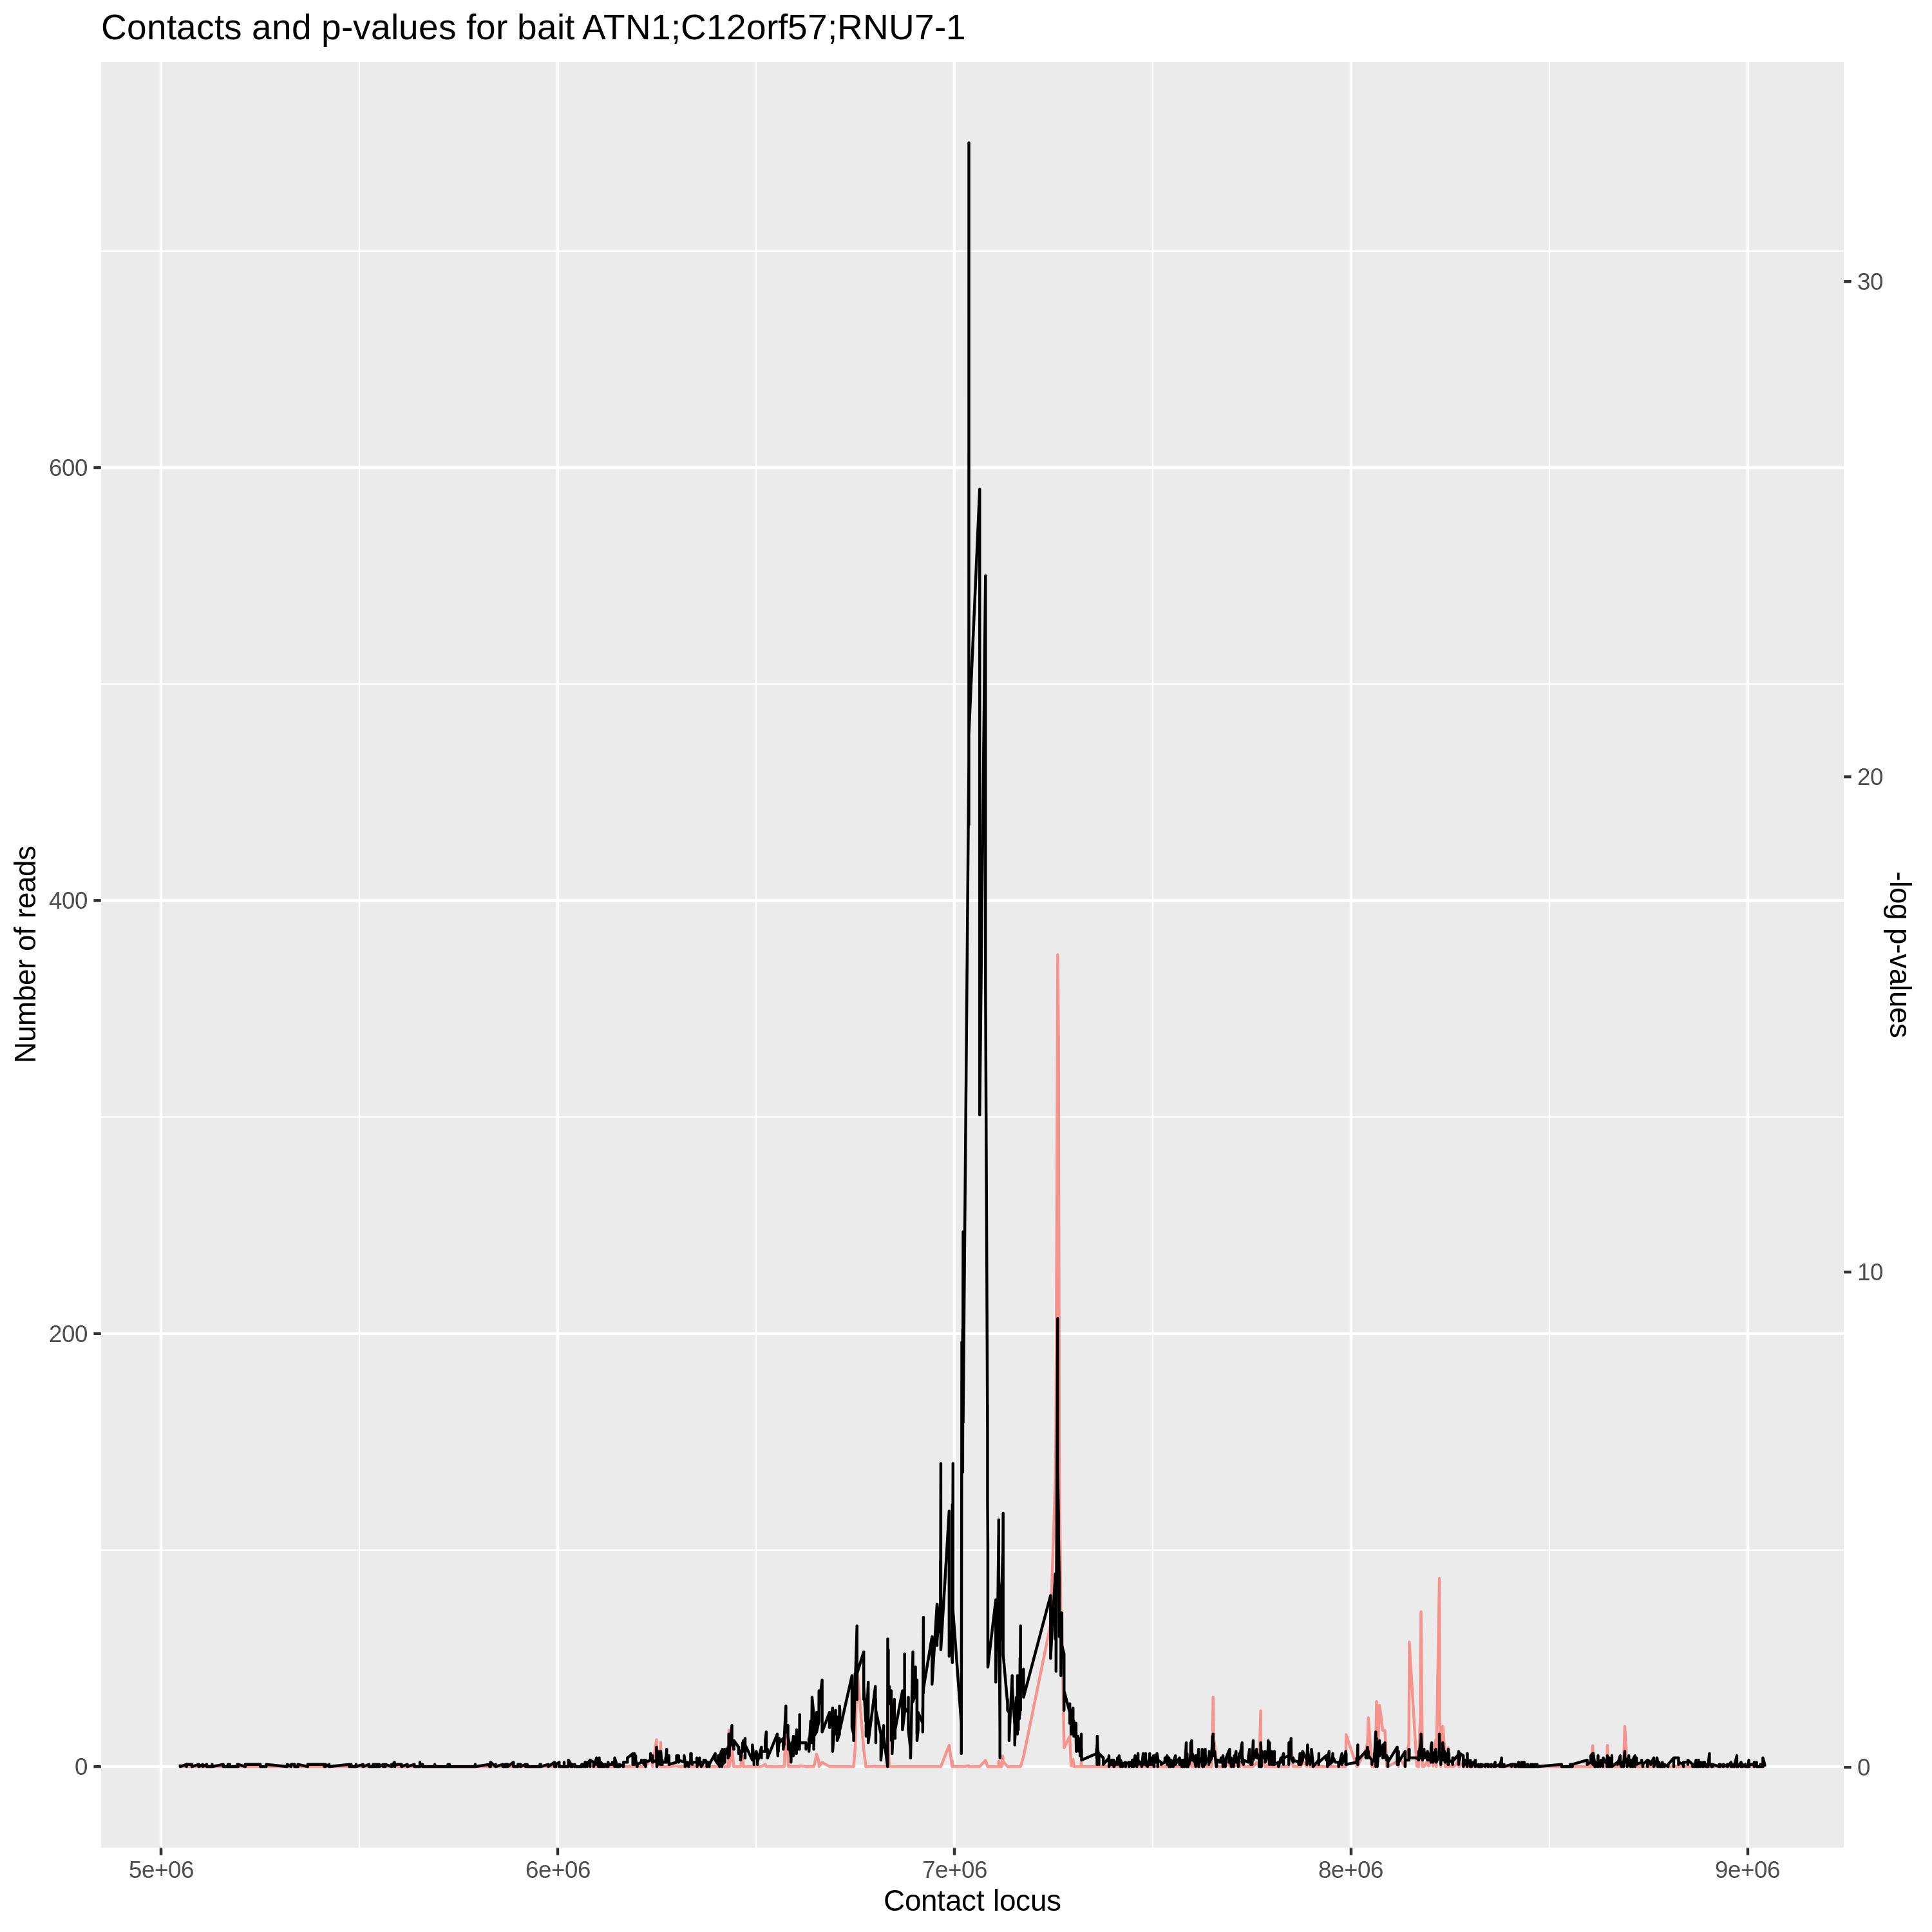 Contacts and p-values for bait ATN1;C12orf57;RNU7-1
Number of reads
600
400
200
0
30
20
10
0
-log p-values
5e+06
6e+06
7e+06
8e+06
9e+06
Contact locus